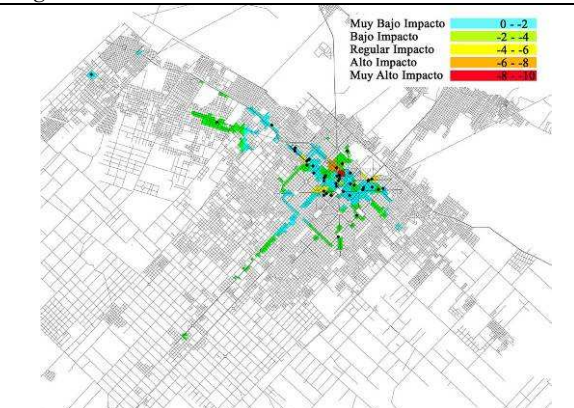 Muy Bajo Impacto 0 - -2
Bajo Impacto -2 - -4
Regular Impacto -4 - -6
Alto Impacto -6 - -8
Muy Alto Impacto -8 - -10